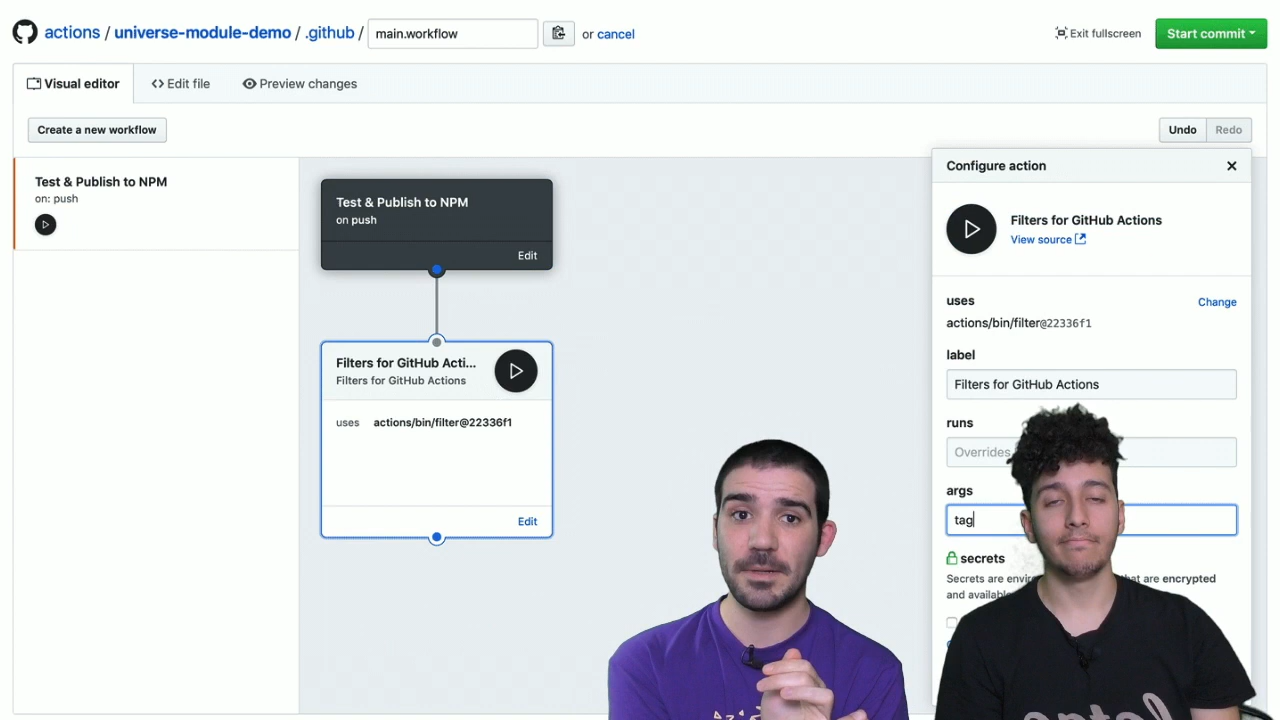 actions / universe-module-demo / .github / main.workflow or cancel
Exit fullscreen
Start commit
Visual editor
Edit file
Preview changes
Create a new workflow
Undo
Redo
Test & Publish to NPM
on: push
Test & Publish to NPM
on push
Edit
Filters for GitHub Acti...
Filters for GitHub Actions
uses actions/bin/filter@22336f1
Edit
Configure action
Filters for GitHub Actions
View source
uses
Change
actions/bin/filter@22336f1
label
Filters for GitHub Actions
runs
Overrides
args
tag
secrets
Secrets are that are encrypted
and